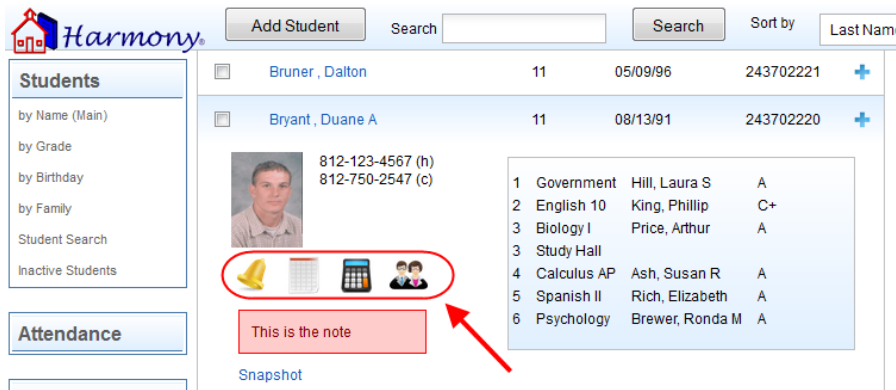 Harmony
Add Student
Search
Search
Sort by
Last Name
Students
by Name (Main)
by Grade
by Birthday
by Family
Student Search
Inactive Students
Attendance
Bruner , Dalton 11 05/09/96 243702221
Bryant , Duane A 11 08/13/91 243702220
812-123-4567 (h)
812-750-2547 (c)
This is the note
Snapshot
1 Government Hill, Laura S A
2 English 10 King, Phillip C+
3 Biology I Price, Arthur A
3 Study Hall
4 Calculus AP Ash, Susan R A
5 Spanish II Rich, Elizabeth A
6 Psychology Brewer, Ronda M A